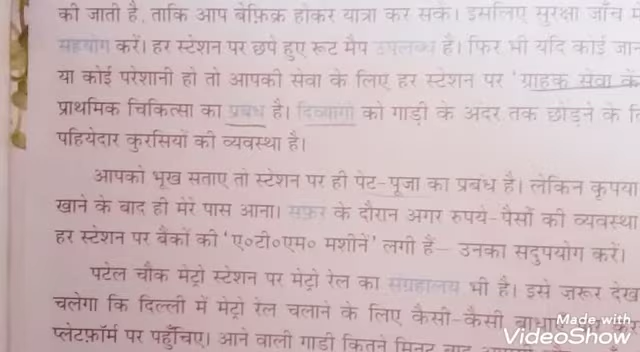 की जाती है, ताकि आप बेफ़िक्र होकर यात्रा कर सकें। इसलिए सुरक्षा जाँच में
सहयोग करें। हर स्टेशन पर छपे हुए रूट मैप उपलब्ध हैं। फिर भी यदि कोई
या कोई परेशानी हो तो आपकी सेवा के लिए हर स्टेशन पर 'ग्राहक सेवा
प्राथमिक चिकित्सा का प्रबंध है। दिव्यांगों को गाड़ी के अंदर तक छोड़ने के
पहियेदार कुरसियों की व्यवस्था है।
आपको भूख सताए तो स्टेशन पर ही पेट-पूजा का प्रबंध है। लेकिन कृपया
खाने के बाद ही मेरे पास आना। सफ़र के दौरान अगर रुपये-पैसों की व्यवस्था
हर स्टेशन पर बैंकों की 'ए०टी०एम० मशीनें' लगी हैं— उनका सदुपयोग करें।
पटेल चौक मेट्रो स्टेशन पर मेट्रो रेल का संग्रहालय भी है। इसे ज़रूर
चलेगा कि दिल्ली में मेट्रो रेल चलाने के लिए कैसी-कैसी
प्लेटफ़ॉर्म पर पहुँचिए। आने वाली गाड़ी कितने मिनट बाद
Made with
VideoShow